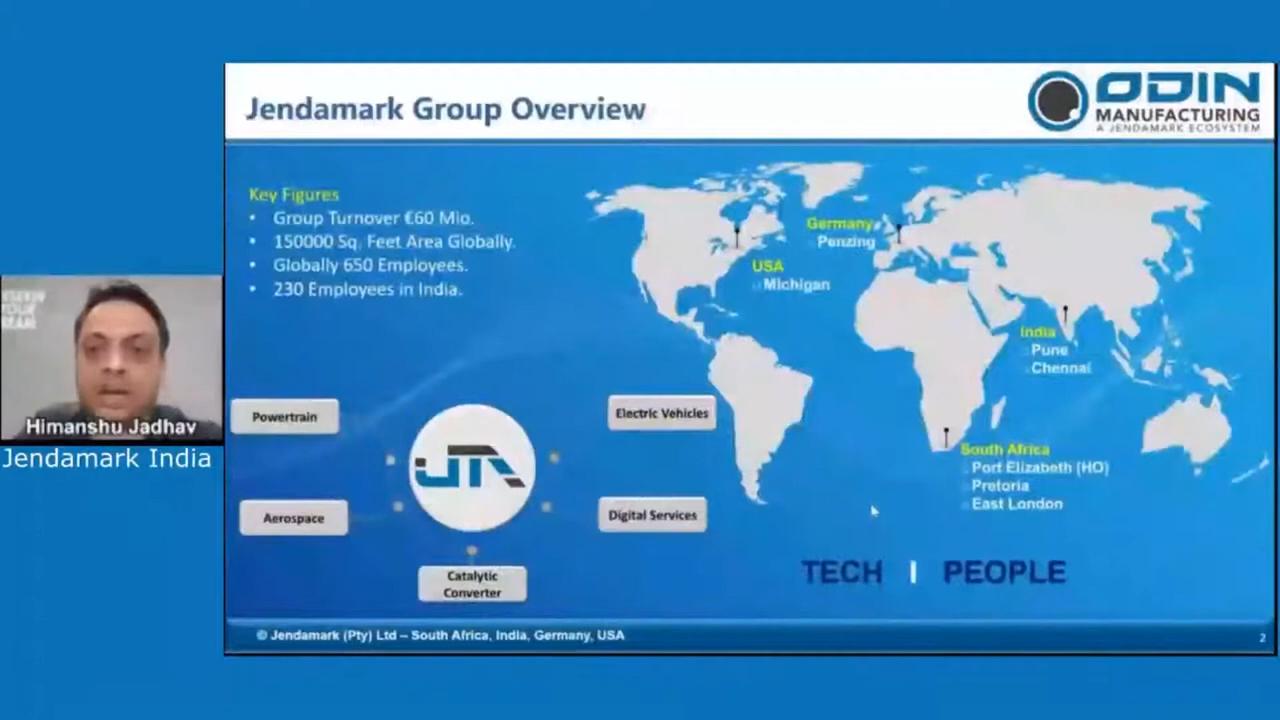 Jendamark Group Overview
ODIN
MANUFACTURING
A JENDAMARK ECOSYSTEM
Key Figures
• Group Turnover €60 Mio.
• 150000 Sq. Feet Area Globally.
• Globally 650 Employees.
• 230 Employees in India.
Germany
Penzing
USA
Michigan
India
Pune
Chennai
South Africa
Port Elizabeth (HO)
Pretoria
East London
Powertrain
Electric Vehicles
Aerospace
Digital Services
Catalytic
Converter
TECH | PEOPLE
© Jendamark (Pty) Ltd – South Africa, India, Germany, USA
2
Himanshu Jadhav
Jendamark India